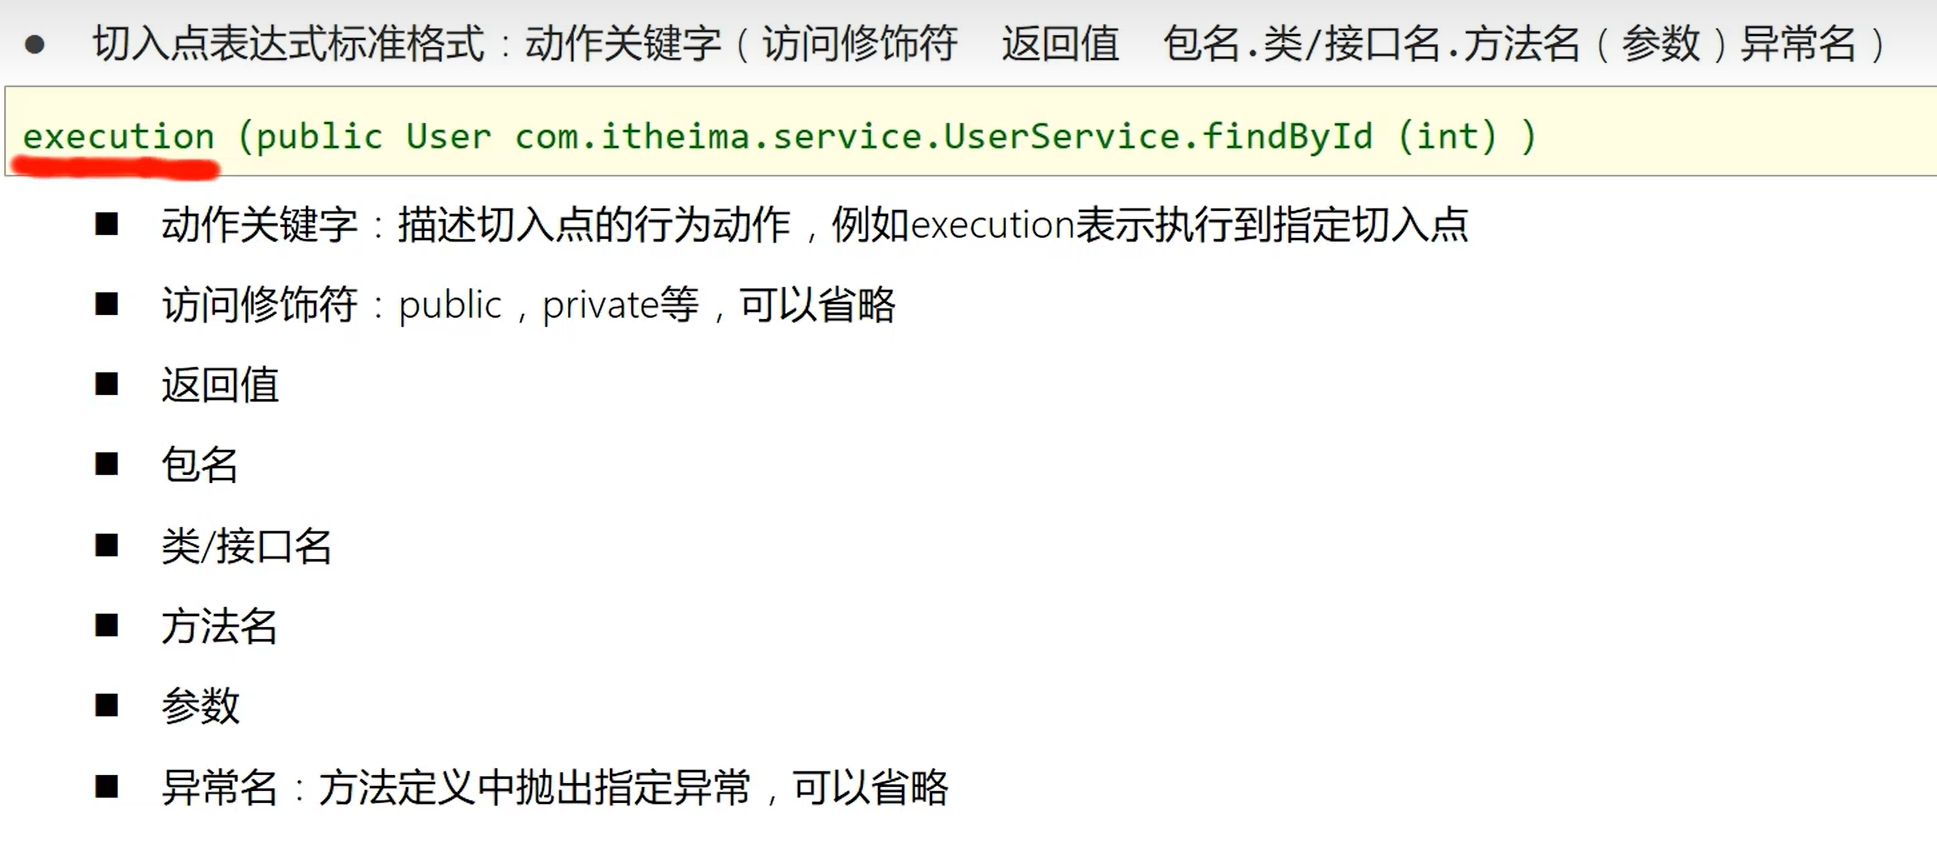 ● 切入点表达式标准格式：动作关键字（访问修饰符 返回值 包名.类/接口名.方法名（参数）异常名）
execution (public User com.itheima.service.UserService.findById (int) )
■ 动作关键字：描述切入点的行为动作，例如execution表示执行到指定切入点
■ 访问修饰符：public，private等，可以省略
■ 返回值
■ 包名
■ 类/接口名
■ 方法名
■ 参数
■ 异常名：方法定义中抛出指定异常，可以省略